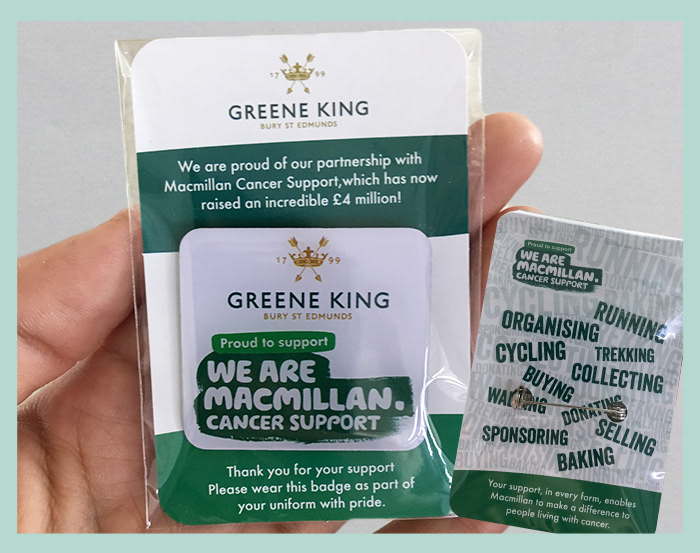 17 99
GREENE KING
BURY ST EDMUNDS
We are proud of our partnership with
Macmillan Cancer Support,which has now
raised an incredible £4 million!
17 99
GREENE KING
BURY ST EDMUNDS
Proud to support
WE ARE
MACMILLAN.
CANCER SUPPORT
Thank you for your support
Please wear this badge as part of
your uniform with pride.
Proud to support
WE ARE
MACMILLAN.
CANCER SUPPORT
RUNNING
ORGANISING
CYCLING TREKKING
BUYING COLLECTING
DONATING
SELLING
SPONSORING
BAKING
Your support, in every form, enables
Macmillan to make a difference to
people living with cancer.